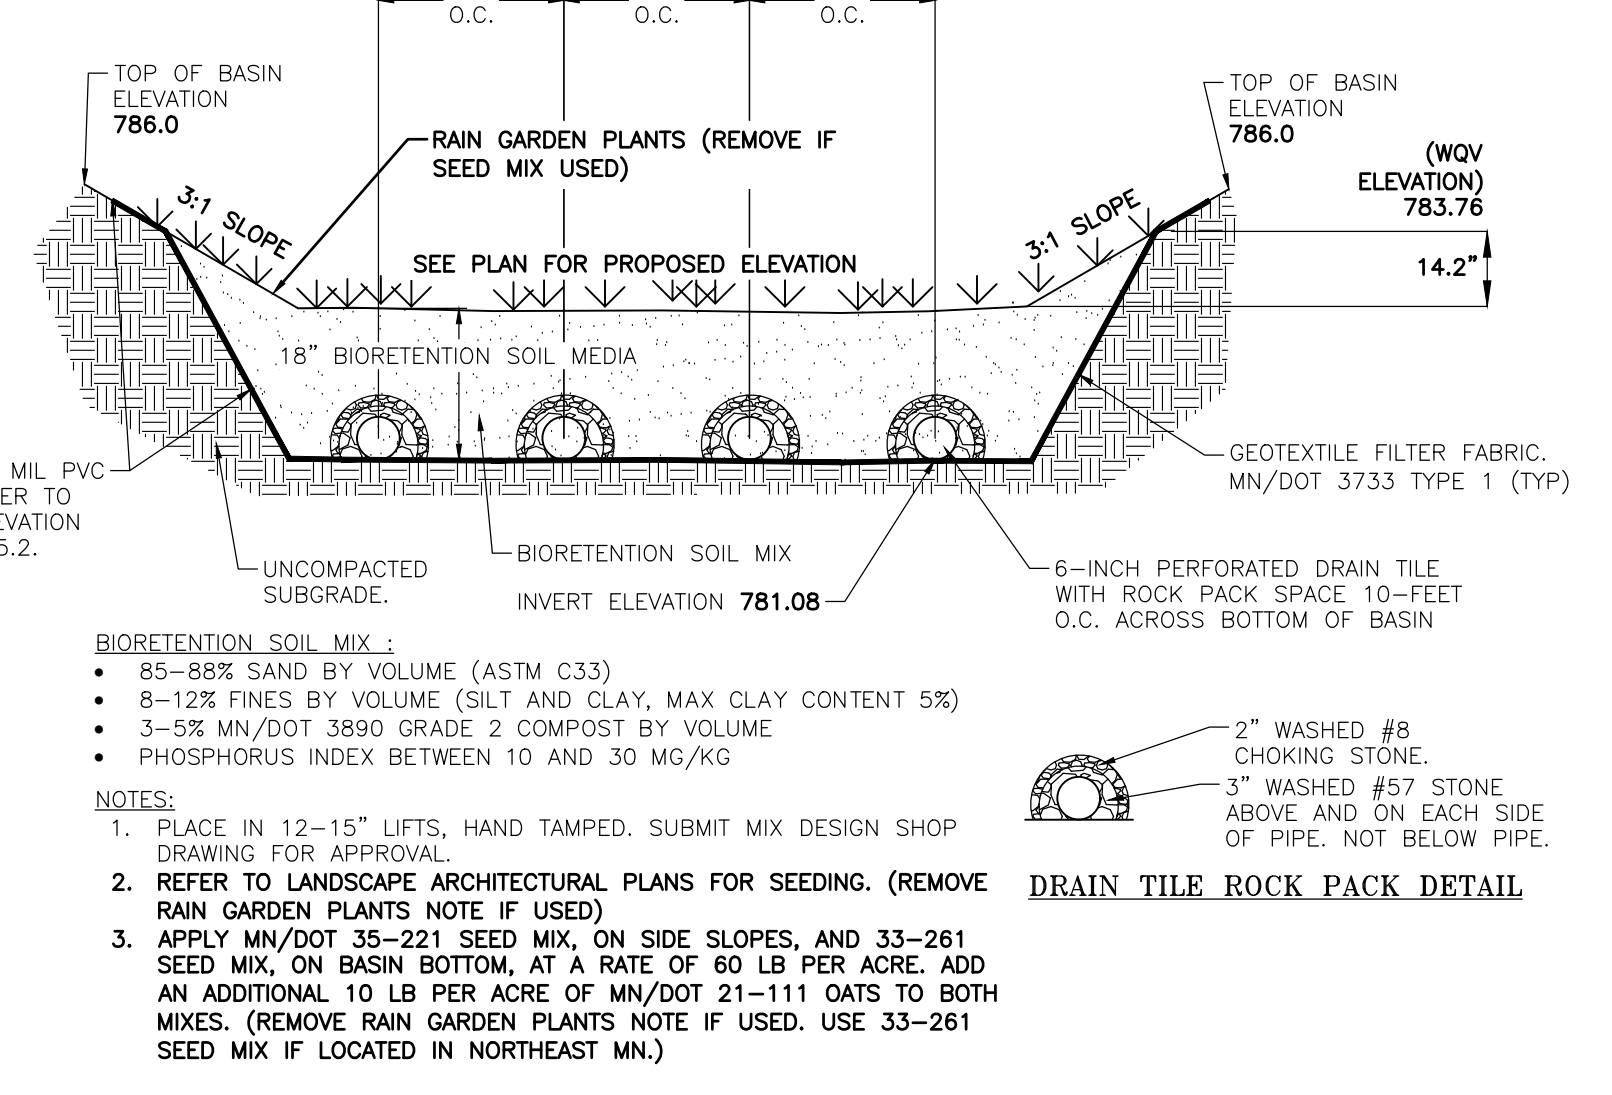 O.C.
O.C.
O.C.
TOP OF BASIN
ELEVATION
786.0
TOP OF BASIN
ELEVATION
786.0
RAIN GARDEN PLANTS (REMOVE IF
SEED MIX USED)
(WQV
ELEVATION)
783.76
3:1 SLOPE
3:1 SLOPE
SEE PLAN FOR PROPOSED ELEVATION
14.2”
18” BIORETENTION SOIL MEDIA
MIL PVC
ER TO
EVATION
5.2.
GEOTEXTILE FILTER FABRIC.
MN/DOT 3733 TYPE 1 (TYP)
UNCOMPACTED
SUBGRADE.
BIORETENTION SOIL MIX
INVERT ELEVATION 781.08
6-INCH PERFORATED DRAIN TILE
WITH ROCK PACK SPACE 10-FEET
O.C. ACROSS BOTTOM OF BASIN
BIORETENTION SOIL MIX :
• 85-88% SAND BY VOLUME (ASTM C33)
• 8-12% FINES BY VOLUME (SILT AND CLAY, MAX CLAY CONTENT 5%)
• 3-5% MN/DOT 3890 GRADE 2 COMPOST BY VOLUME
• PHOSPHORUS INDEX BETWEEN 10 AND 30 MG/KG
NOTES:
1. PLACE IN 12-15” LIFTS, HAND TAMPED. SUBMIT MIX DESIGN SHOP
DRAWING FOR APPROVAL.
2. REFER TO LANDSCAPE ARCHITECTURAL PLANS FOR SEEDING. (REMOVE
RAIN GARDEN PLANTS NOTE IF USED)
3. APPLY MN/DOT 35-221 SEED MIX, ON SIDE SLOPES, AND 33-261
SEED MIX, ON BASIN BOTTOM, AT A RATE OF 60 LB PER ACRE. ADD
AN ADDITIONAL 10 LB PER ACRE OF MN/DOT 21-111 OATS TO BOTH
MIXES. (REMOVE RAIN GARDEN PLANTS NOTE IF USED. USE 33-261
SEED MIX IF LOCATED IN NORTHEAST MN.)
2” WASHED #8
CHOKING STONE.
3” WASHED #57 STONE
ABOVE AND ON EACH SIDE
OF PIPE. NOT BELOW PIPE.
DRAIN TILE ROCK PACK DETAIL